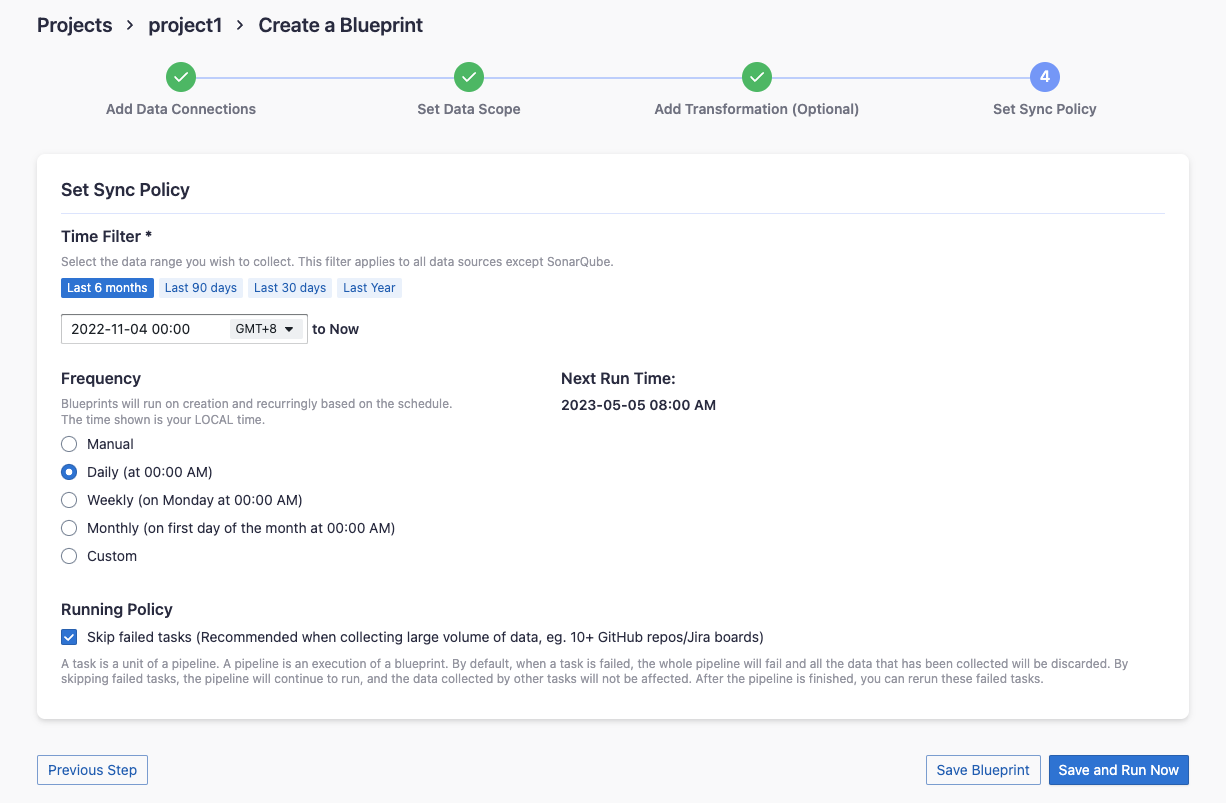 Projects > project1 > Create a Blueprint
4
Add Data Connections Set Data Scope Add Transformation (Optional) Set Sync Policy
Set Sync Policy
Time Filter *
Select the data range you wish to collect. This filter applies to all data sources except SonarQube.
Last 6 months Last 90 days Last 30 days Last Year
2022-11-04 00:00 GMT+8 to Now
Frequency
Blueprints will run on creation and recurringly based on the schedule.
The time shown is your LOCAL time.
Manual
Daily (at 00:00 AM)
Weekly (on Monday at 00:00 AM)
Monthly (on first day of the month at 00:00 AM)
Custom
Next Run Time:
2023-05-05 08:00 AM
Running Policy
Skip failed tasks (Recommended when collecting large volume of data, eg. 10+ GitHub repos/Jira boards)
A task is a unit of a pipeline. A pipeline is an execution of a blueprint. By default, when a task is failed, the whole pipeline will fail and all the data that has been collected will be discarded. By
skipping failed tasks, the pipeline will continue to run, and the data collected by other tasks will not be affected. After the pipeline is finished, you can rerun these failed tasks.
Previous Step Save Blueprint Save and Run Now